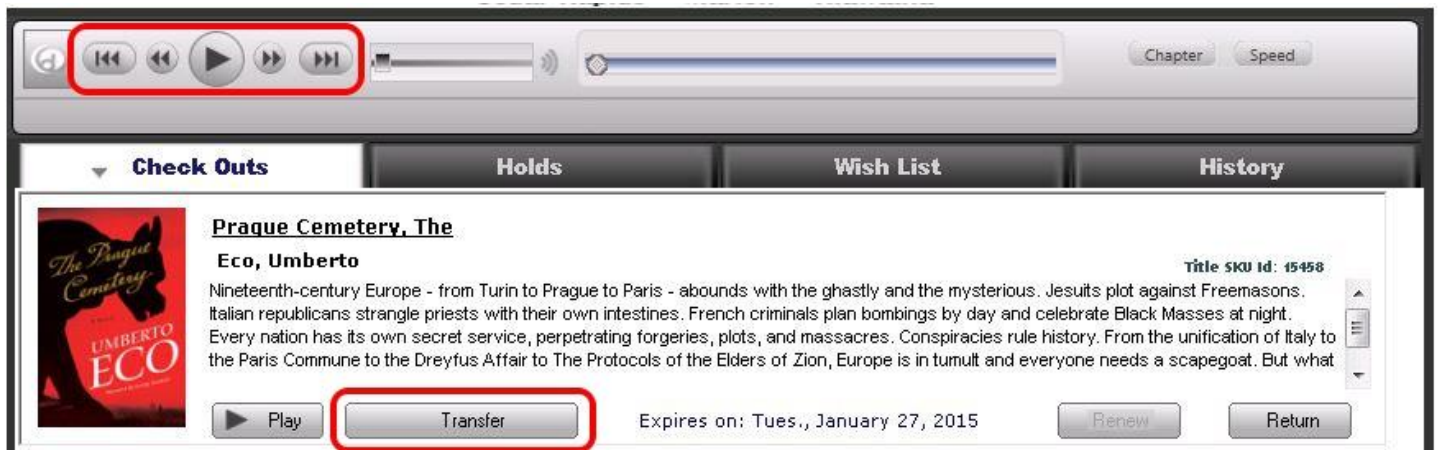 Chapter Speed
Check Outs Holds Wish List History
Prague Cemetery, The
Eco, Umberto
Title SKU Id: 15458
Nineteenth-century Europe - from Turin to Prague to Paris - abounds with the ghastly and the mysterious. Jesuits plot against Freemasons.
Italian republicans strangle priests with their own intestines. French criminals plan bombings by day and celebrate Black Masses at night.
Every nation has its own secret service, perpetrating forgeries, plots, and massacres. Conspiracies rule history. From the unification of Italy to
the Paris Commune to the Dreyfus Affair to The Protocols of the Elders of Zion, Europe is in tumult and everyone needs a scapegoat. But what
The Prague
Cemetery
UMBERTO
ECO
Play Transfer Expires on: Tues., January 27, 2015 Renew Return